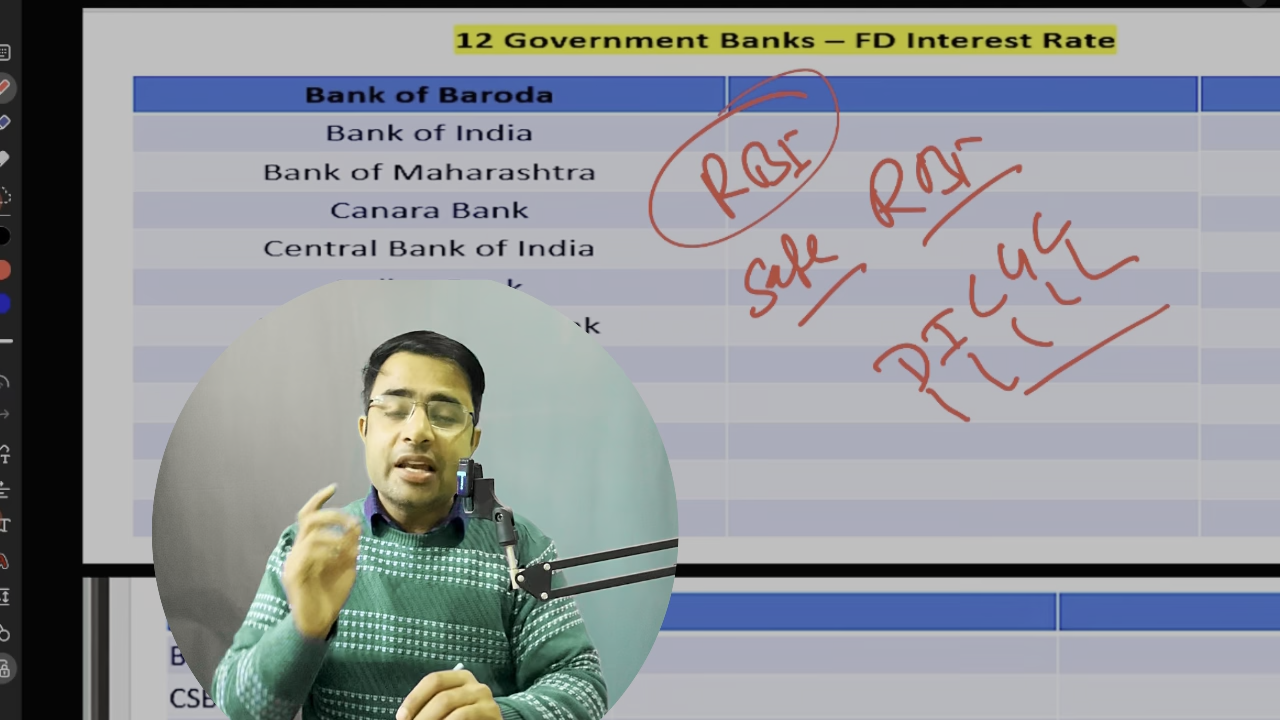 12 Government Banks – FD Interest Rate
Bank of Baroda
Bank of India
Bank of Maharashtra
Canara Bank
Central Bank of India
RBI
RBI
Safe
DICGC
CSB